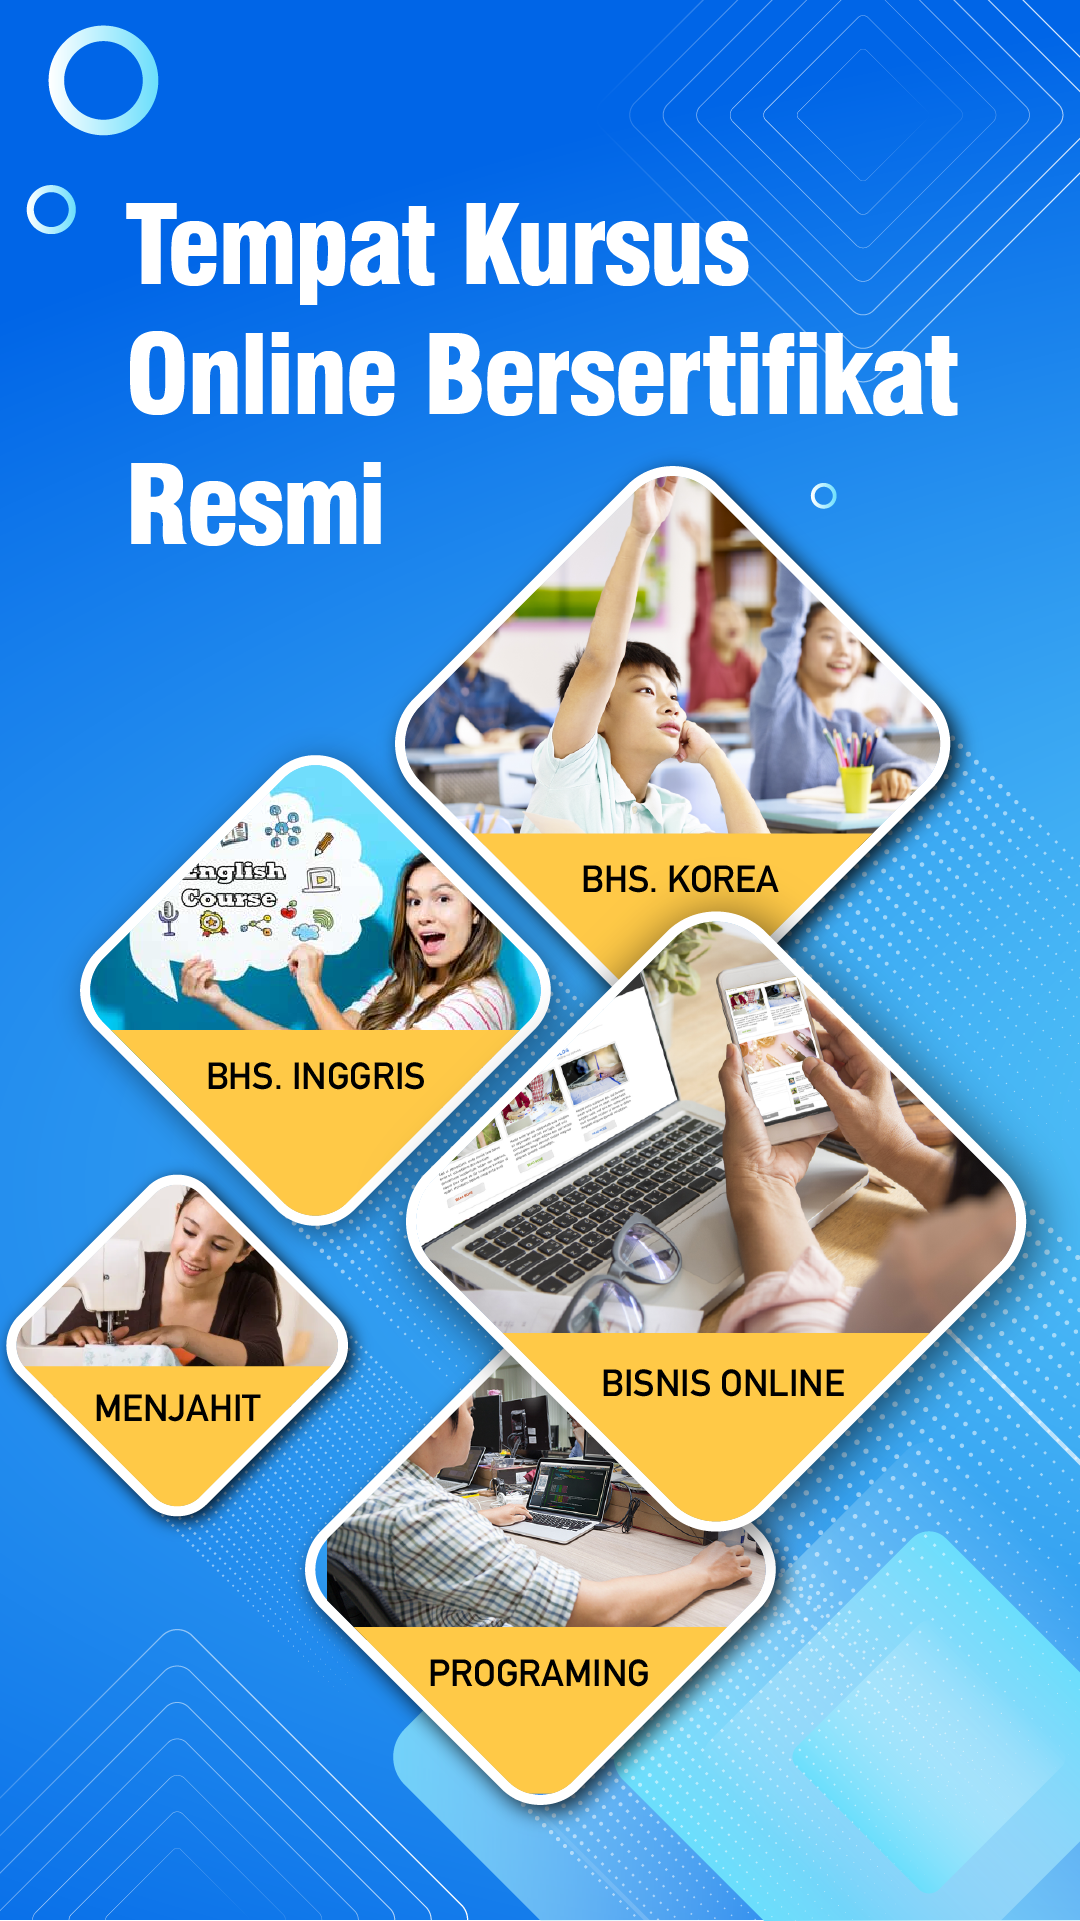 Tempat Kursus
Online Bersertifikat
Resmi
BHS. KOREA
English
Course
BHS. INGGRIS
BISNIS ONLINE
MENJAHIT
PROGRAMING